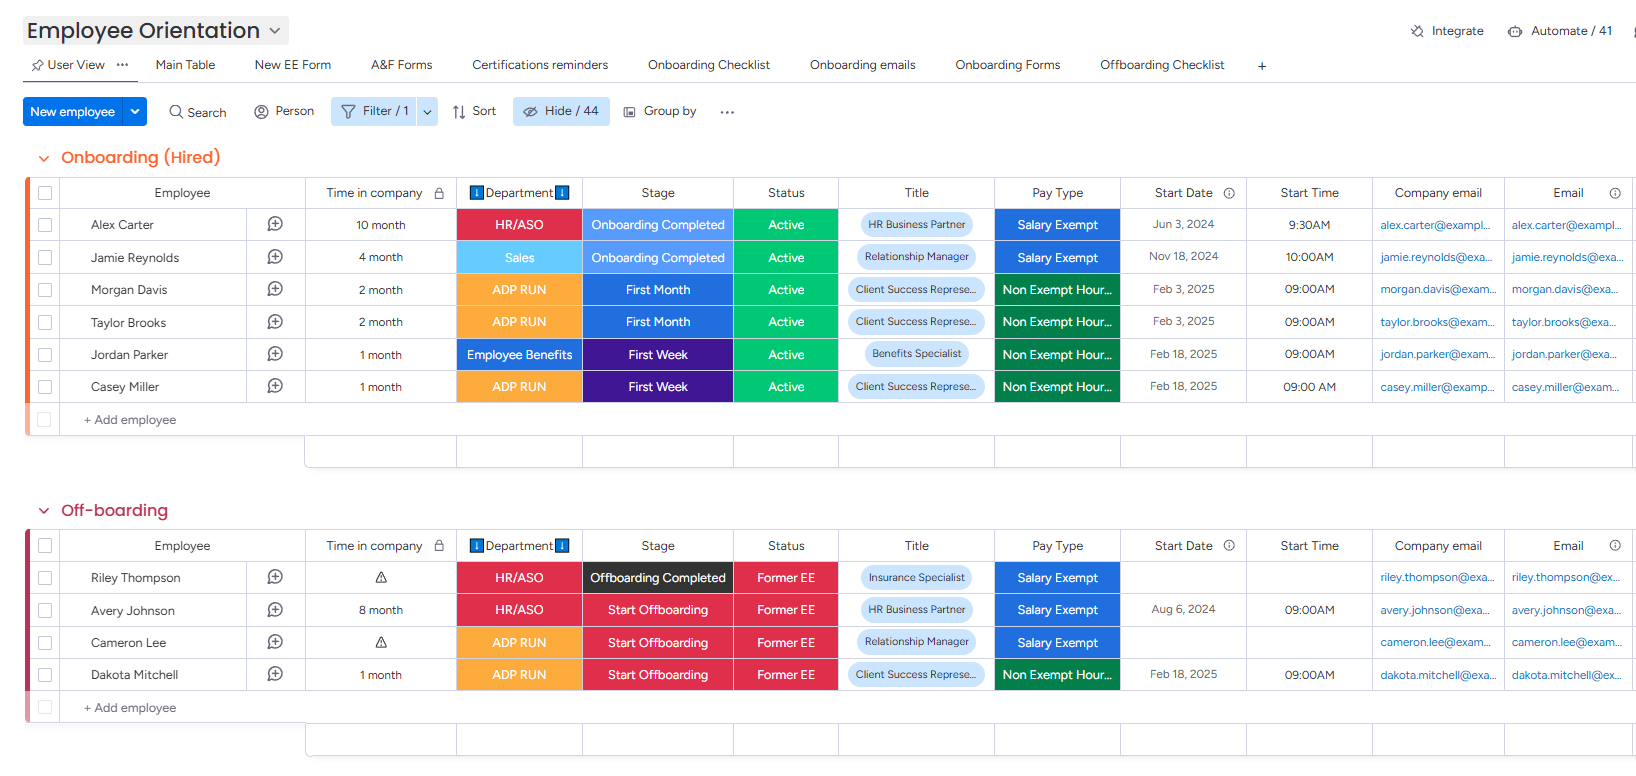 Employee Orientation
Integrate Automate / 41
User View ••• Main Table New EE Form A&F Forms Certifications reminders Onboarding Checklist Onboarding emails Onboarding Forms Offboarding Checklist +
New employee Search Person Filter / 1 Sort Hide / 44 Group by •••
Onboarding (Hired)
Employee Time in company Department Stage Status Title Pay Type Start Date Start Time Company email Email
Alex Carter 10 month HR/ASO Onboarding Completed Active HR Business Partner Salary Exempt Jun 3, 2024 9:30AM alex.carter@exampl... alex.carter@exampl...
Jamie Reynolds 4 month Sales Onboarding Completed Active Relationship Manager Salary Exempt Nov 18, 2024 10:00AM jamie.reynolds@exa... jamie.reynolds@exa...
Morgan Davis 2 month ADP RUN First Month Active Client Success Represe... Non Exempt Hour... Feb 3, 2025 09:00AM morgan.davis@exam... morgan.davis@exa...
Taylor Brooks 2 month ADP RUN First Month Active Client Success Represe... Non Exempt Hour... Feb 3, 2025 09:00AM taylor.brooks@exam... taylor.brooks@exa...
Jordan Parker 1 month Employee Benefits First Week Active Benefits Specialist Non Exempt Hour... Feb 18, 2025 09:00AM jordan.parker@exam... jordan.parker@exa...
Casey Miller 1 month ADP RUN First Week Active Client Success Represe... Non Exempt Hour... Feb 18, 2025 09:00 AM casey.miller@examp... casey.miller@exam...
+ Add employee
Off-boarding
Employee Time in company Department Stage Status Title Pay Type Start Date Start Time Company email Email
Riley Thompson HR/ASO Offboarding Completed Former EE Insurance Specialist Salary Exempt riley.thompson@exa... riley.thompson@ex...
Avery Johnson 8 month HR/ASO Start Offboarding Former EE HR Business Partner Salary Exempt Aug 6, 2024 09:00AM avery.johnson@exa... avery.johnson@ex...
Cameron Lee ADP RUN Start Offboarding Former EE Relationship Manager Salary Exempt cameron.lee@exam... cameron.lee@exam...
Dakota Mitchell 1 month ADP RUN Start Offboarding Former EE Client Success Represe... Non Exempt Hour... Feb 18, 2025 09:00AM dakota.mitchell@ex... dakota.mitchell@ex...
+ Add employee